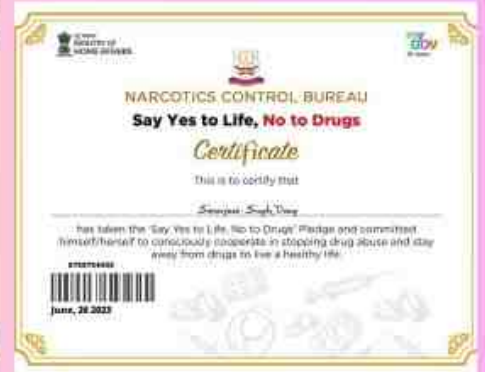 MINISTRY OF
HOME AFFAIRS
my
GOV
NARCOTICS CONTROL BUREAU
Say Yes to Life, No to Drugs
Certificate
This is to certify that
Singh
has taken the 'Say Yes to Life, No to Drugs' Pledge and committed
himself/herself to consciously cooperate in stopping drug abuse and stay
away from drugs to live a healthy life.
June, 26 2023